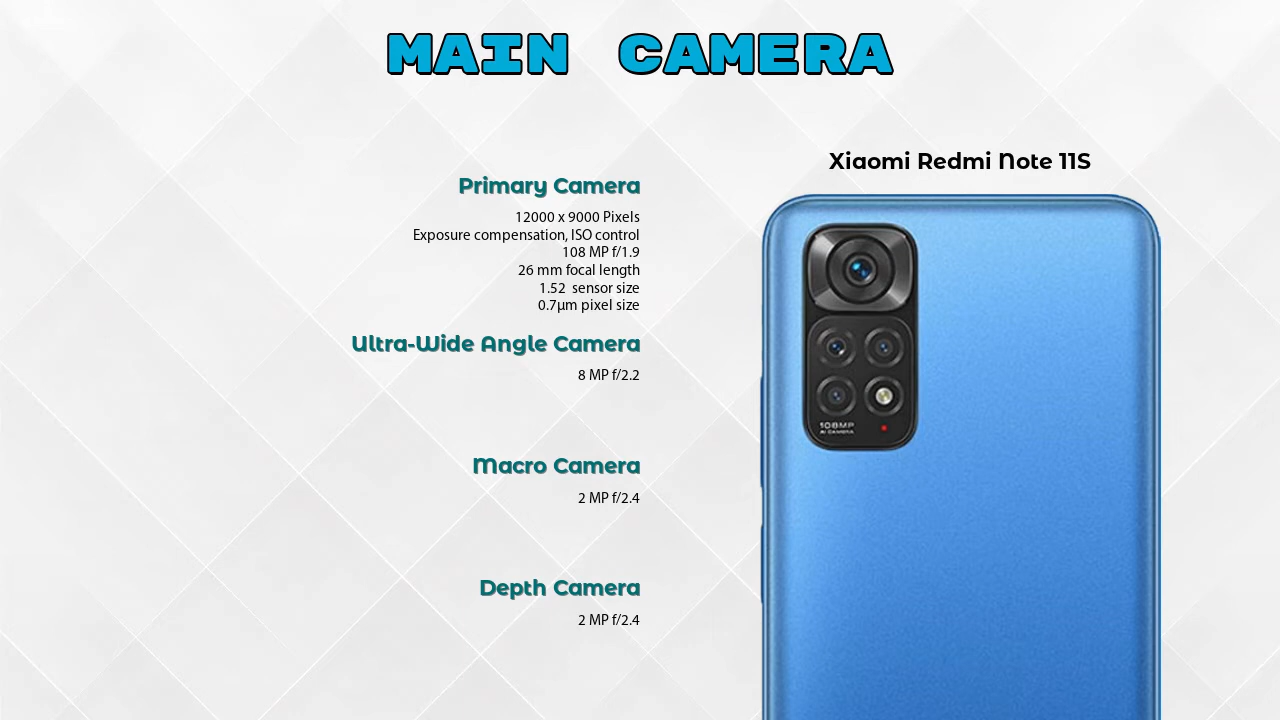 MAIN CAMERA
Xiaomi Redmi Note 11S
Primary Camera
12000 x 9000 Pixels
Exposure compensation, ISO control
108 MP f/1.9
26 mm focal length
1.52  sensor size
0.7µm pixel size
Ultra-Wide Angle Camera
8 MP f/2.2
Macro Camera
2 MP f/2.4
Depth Camera
2 MP f/2.4
108MP
AI CAMERA